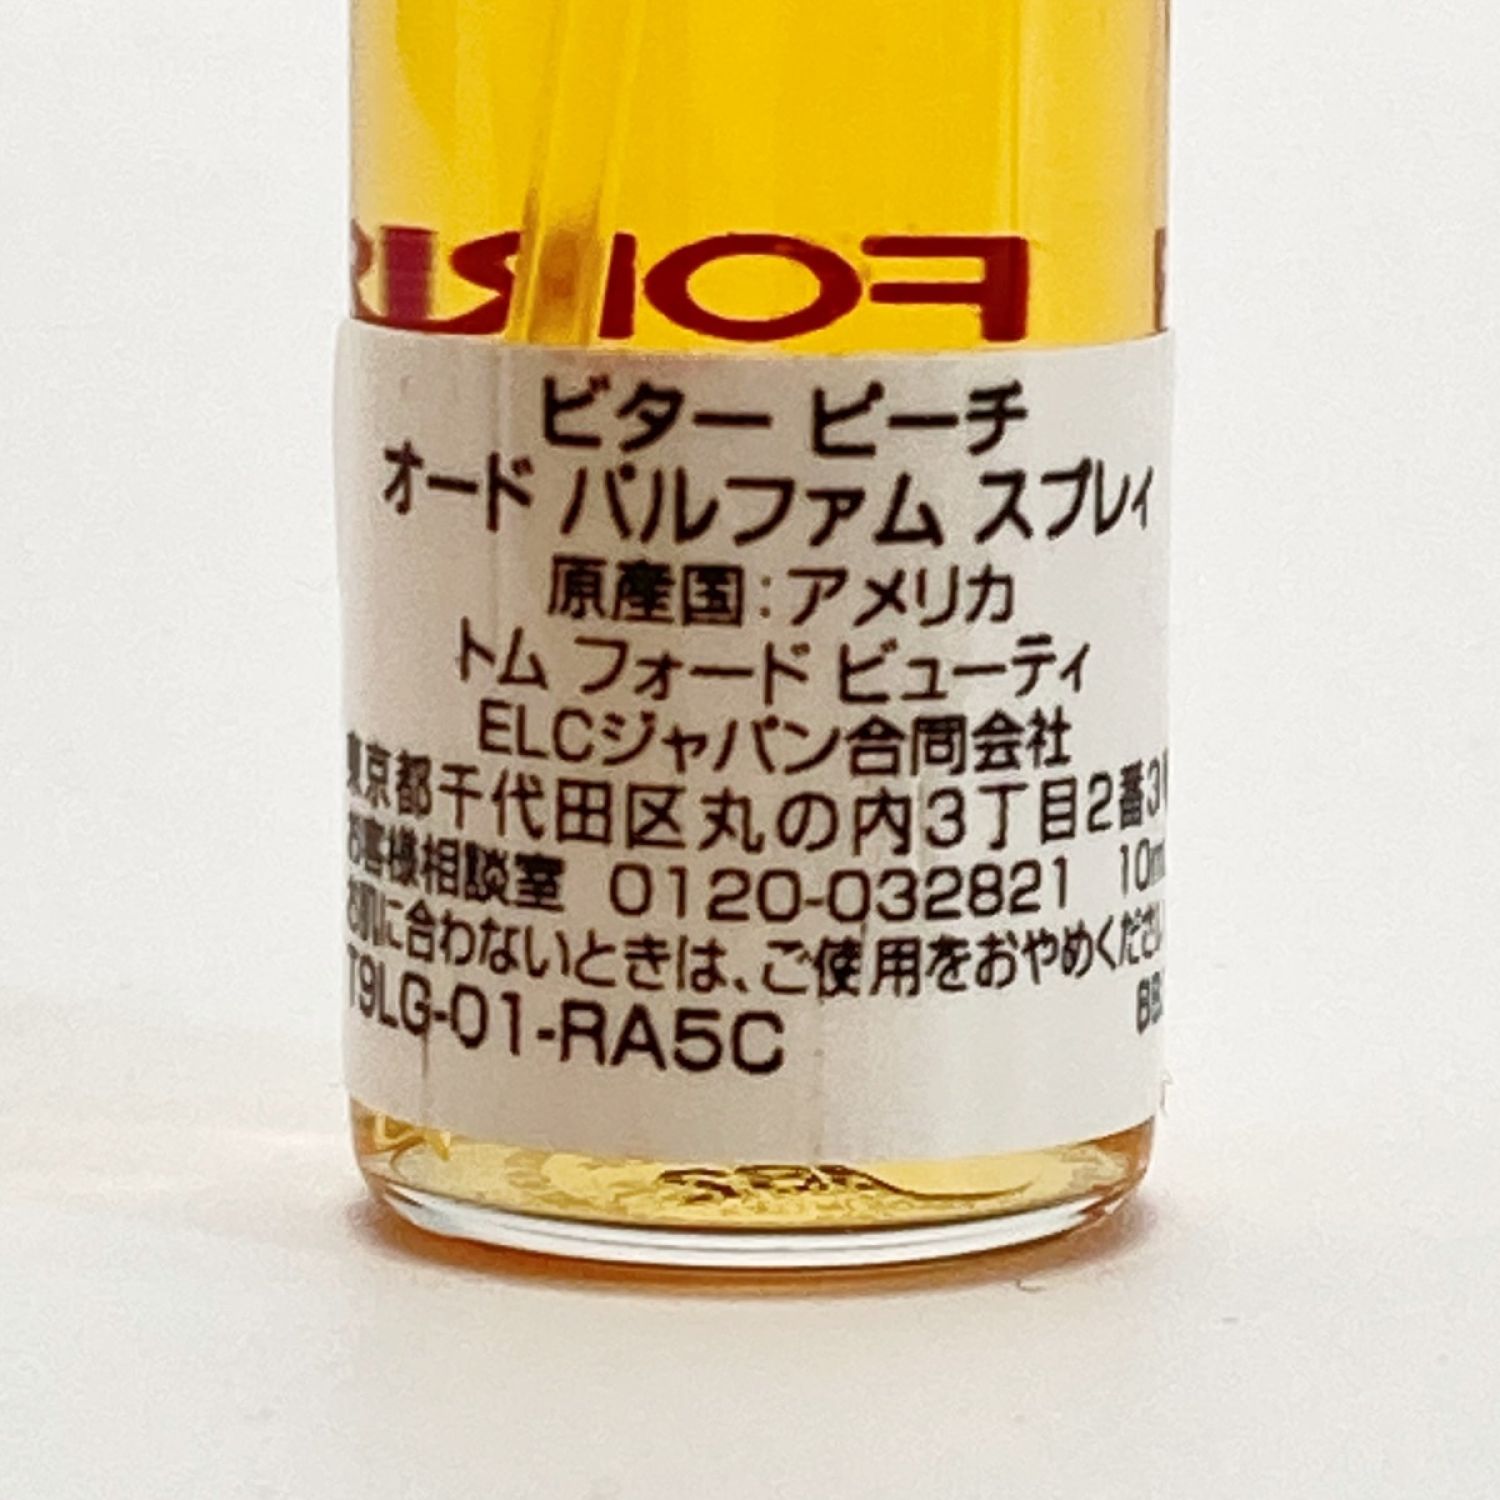 FORD
ビター ピーチ
オード パルファム スプレィ
原産国:アメリカ
トム フォード ビューティ
ELCジャパン合同会社
東京都千代田区丸の内3丁目2番3
お客様相談室 0120-032821 10ml
お肌に合わないときは、ご使用をおやめください
T9LG-01-RA5C